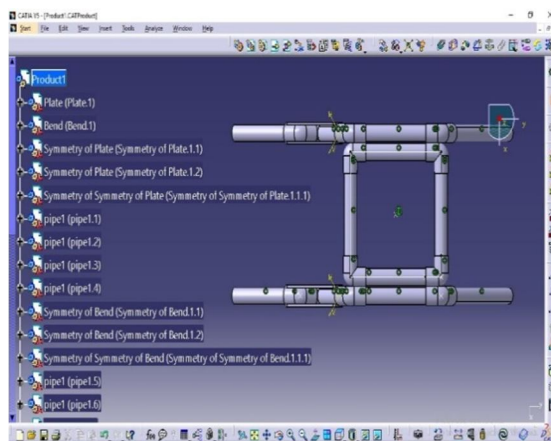 CATIA V5 - [Product1.CATProduct]
Start File Edit View Insert Tools Analyze Window Help
Product1
Plate (Plate.1)
Bend (Bend.1)
Symmetry of Plate (Symmetry of Plate.1.1)
Symmetry of Plate (Symmetry of Plate.1.2)
Symmetry of Symmetry of Plate (Symmetry of Symmetry of Plate.1.1.1)
pipe1 (pipe1.1)
pipe1 (pipe1.2)
pipe1 (pipe1.3)
pipe1 (pipe1.4)
Symmetry of Bend (Symmetry of Bend.1.1)
Symmetry of Bend (Symmetry of Bend.1.2)
Symmetry of Symmetry of Bend (Symmetry of Symmetry of Bend.1.1.1)
pipe1 (pipe1.5)
pipe1 (pipe1.6)
y
x